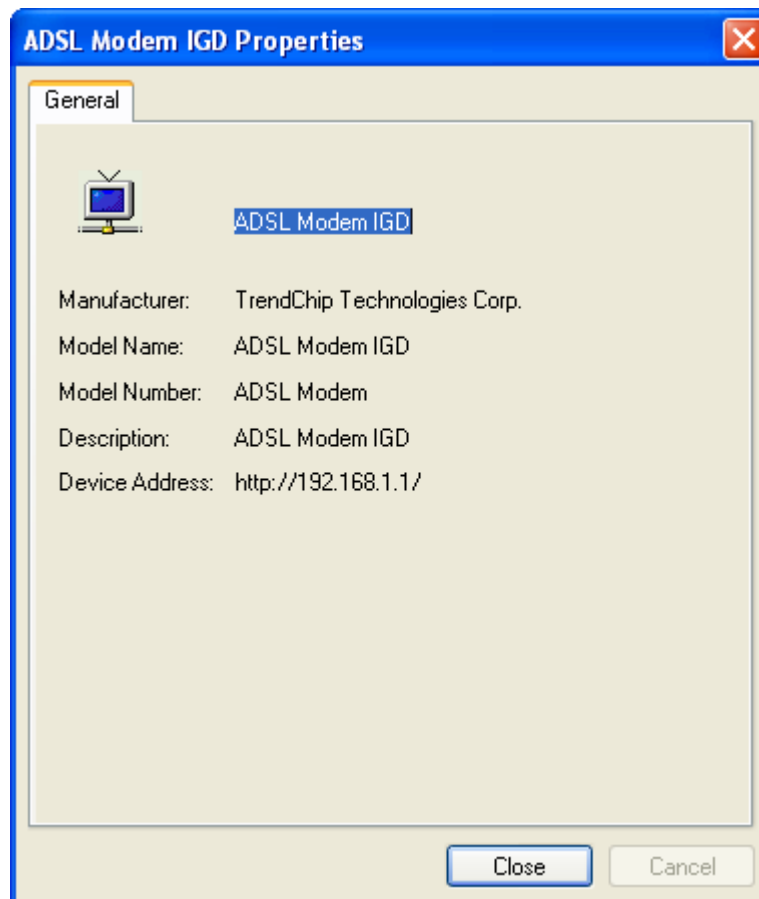 ADSL Modem IGD Properties
General
ADSL Modem IGD
Manufacturer: TrendChip Technologies Corp.
Model Name: ADSL Modem IGD
Model Number: ADSL Modem
Description: ADSL Modem IGD
Device Address: http://192.168.1.1/
Close Cancel